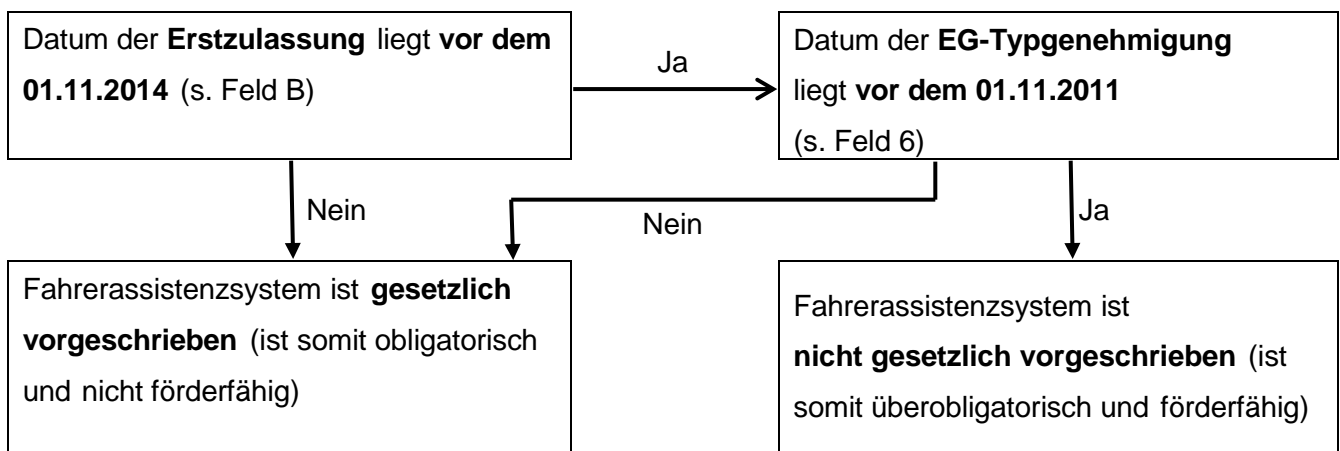 Datum der Erstzulassung liegt vor dem
01.11.2014 (s. Feld B)
Ja
Datum der EG-Typgenehmigung
liegt vor dem 01.11.2011
(s. Feld 6)
Nein
Nein
Ja
Fahrerassistenzsystem ist gesetzlich
vorgeschrieben (ist somit obligatorisch
und nicht förderfähig)
Fahrerassistenzsystem ist
nicht gesetzlich vorgeschrieben (ist
somit überobligatorisch und förderfähig)